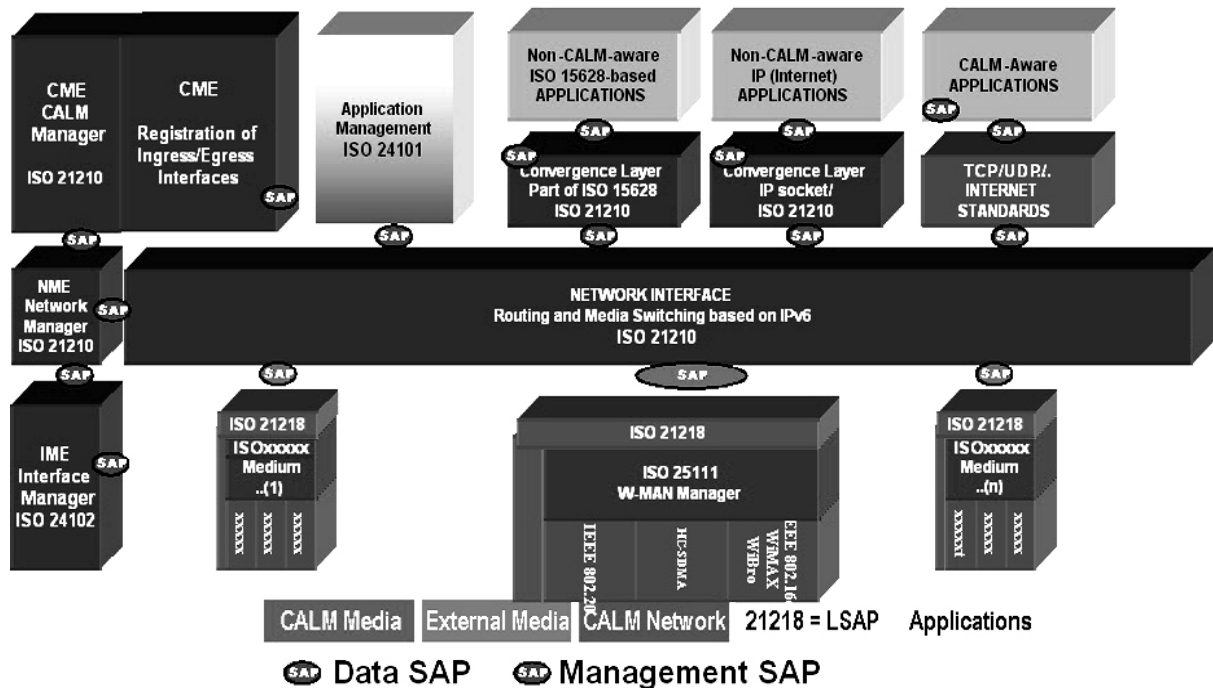 CME
CALM
Manager
ISO 21210
CME
Registration of
Ingress/Egress
Interfaces
SAP
Application
Management
ISO 24101
Non-CALM-aware
ISO 15628-based
APPLICATIONS
Non-CALM-aware
IP (Internet)
APPLICATIONS
CALM-Aware
APPLICATIONS
SAP
SAP
SAP
SAP
SAP
Convergence Layer
Part of ISO 15628
ISO 21210
SAP
Convergence Layer
IP socket/
ISO 21210
TCP/UDP/.
INTERNET
STANDARDS
SAP
SAP
SAP
SAP
SAP
NME
Network
Manager
ISO 21210
SAP
NETWORK INTERFACE
Routing and Media Switching based on IPv6
ISO 21210
SAP
SAP
SAP
SAP
IME
Interface
Manager
ISO 24102
SAP
ISO 21218
ISOxxxxx
Medium
..(1)
xxxxx
xxxxx
xxxxx
ISO 21218
ISO 25111
W-MAN Manager
IEEE 802.20
HC-SDMA
EEE 802.16
WiMAX
WiBro
ISO 21218
ISOxxxxx
Medium
..(n)
xxxxxf
xxxxx
xxxxx
CALM Media
External Media
CALM Network
21218 = LSAP
Applications
SAP Data SAP
SAP Management SAP